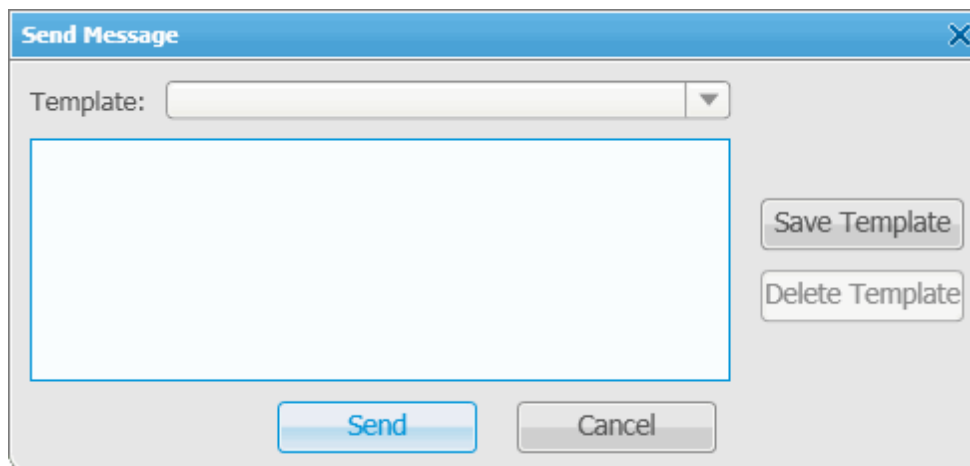 Send Message
Template:
Save Template
Delete Template
Send
Cancel